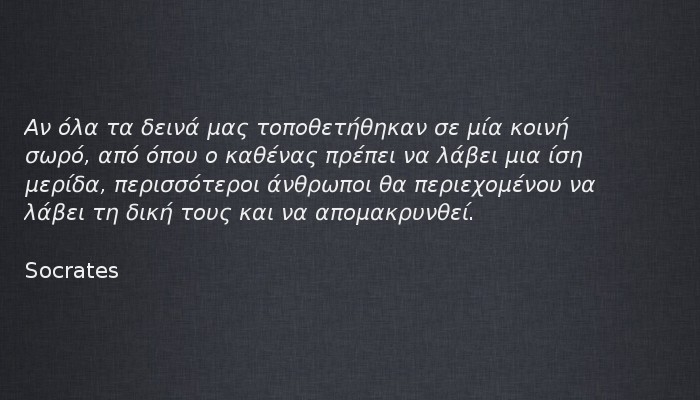 Αν όλα τα δεινά μας τοποθετήθηκαν σε μία κοινή
σωρό, από όπου ο καθένας πρέπει να λάβει μια ίση
μερίδα, περισσότεροι άνθρωποι θα περιεχομένου να
λάβει τη δική τους και να απομακρυνθεί.
Socrates